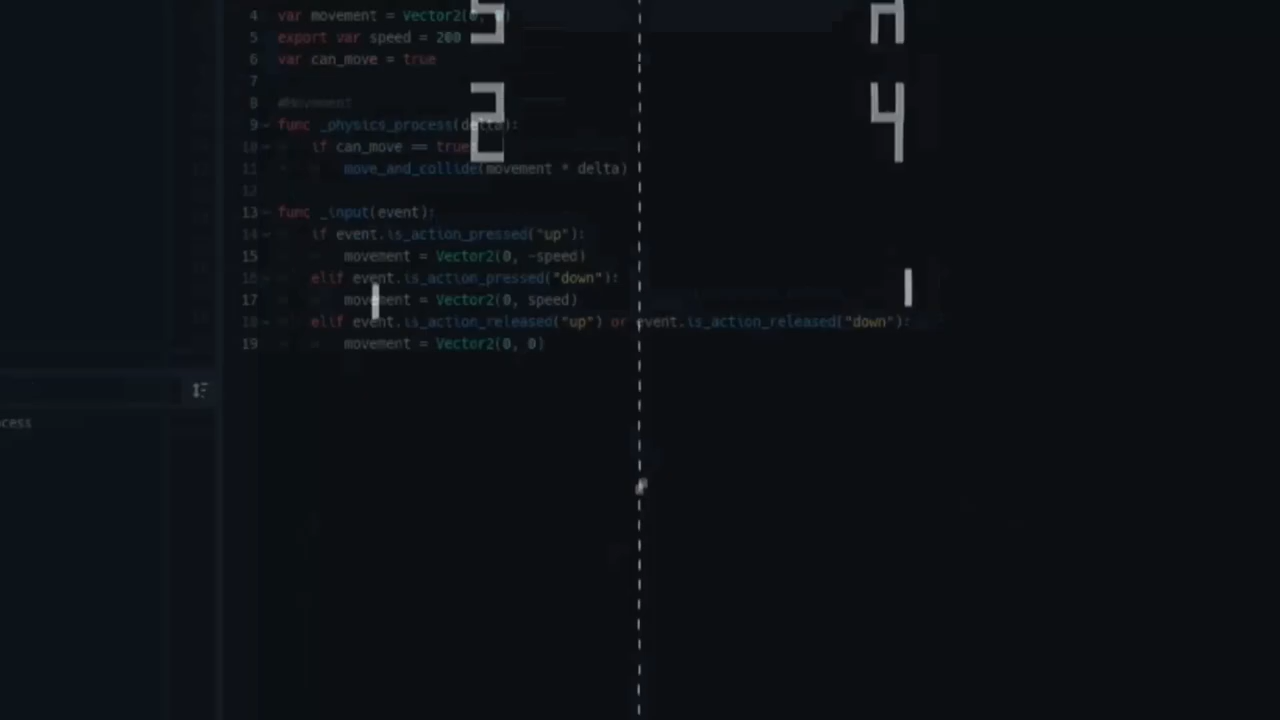 4 var movement = Vector2(0, 0)
5 export var speed = 200
6 var can_move = true
7
8 #Movement
9 func _physics_process(delta):
10 if can_move == true:
11 move_and_collide(movement * delta)
12
13 func _input(event):
14 if event.is_action_pressed("up"):
15 movement = Vector2(0, -speed)
16 elif event.is_action_pressed("down"):
17 movement = Vector2(0, speed)
18 elif event.is_action_released("up") or event.is_action_released("down"):
19 movement = Vector2(0, 0)
2 4
cess